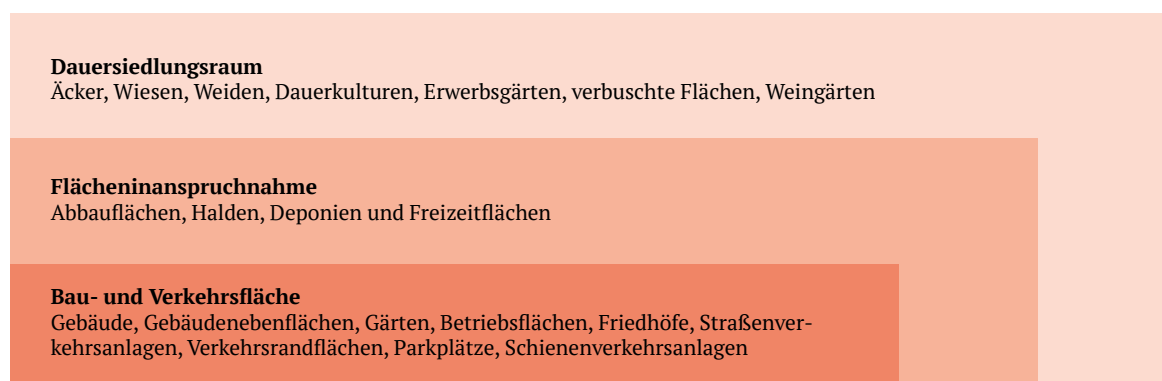 Dauersiedlungsraum
Äcker, Wiesen, Weiden, Dauerkulturen, Erwerbsgärten, verbuschte Flächen, Weingärten
Flächeninanspruchnahme
Abbauflächen, Halden, Deponien und Freizeitflächen
Bau- und Verkehrsfläche
Gebäude, Gebäudenebenflächen, Gärten, Betriebsflächen, Friedhöfe, Straßenver-
kehrsanlagen, Verkehrsrandflächen, Parkplätze, Schienenverkehrsanlagen